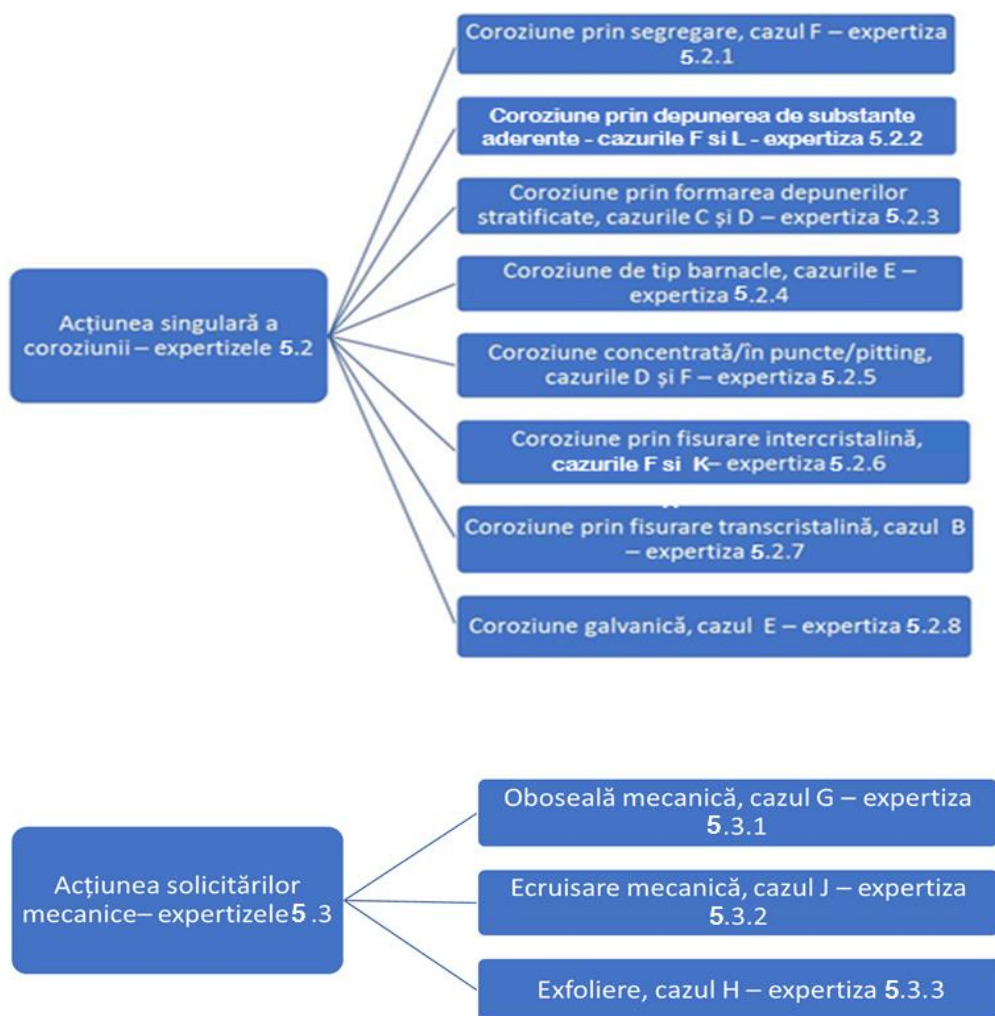 Coroziune prin segregare, cazul F – expertiza
5.2.1
Coroziune prin depunerea de substante
aderente - cazurile F si L - expertiza 5.2.2
Coroziune prin formarea depunerilor
stratificate, cazurile C și D – expertiza 5.2.3
Coroziune de tip barnacle, cazurile E –
expertiza 5.2.4
Acțiunea singulară a
coroziunii – expertizele 5.2
Coroziune concentrată/în puncte/pitting,
cazurile D și F – expertiza 5.2.5
Coroziune prin fisurare intercristalină,
cazurile F si K– expertiza 5.2.6
Coroziune prin fisurare transcristalină, cazul B
– expertiza 5.2.7
Coroziune galvanică, cazul E – expertiza 5.2.8
Oboseală mecanică, cazul G – expertiza
5.3.1
Acțiunea solicitărilor
mecanice– expertizele 5 .3
Ecruisare mecanică, cazul J – expertiza
5.3.2
Exfoliere, cazul H – expertiza 5.3.3